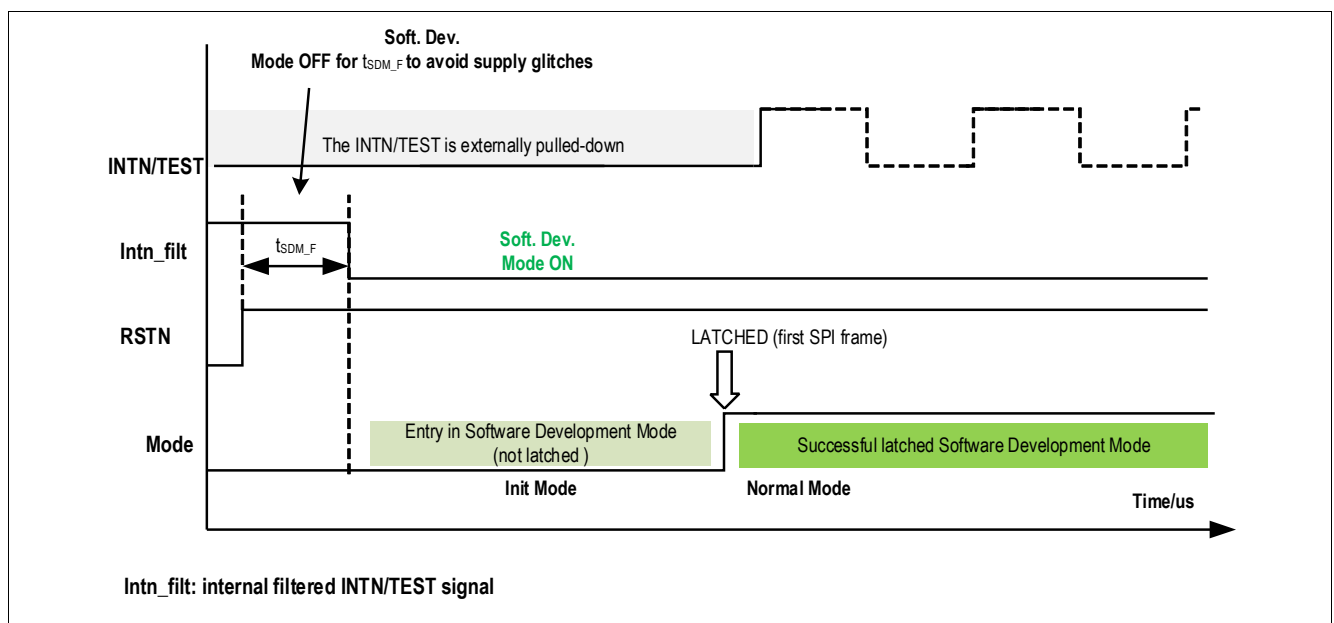 Soft. Dev.
Mode OFF for tSDM_F to avoid supply glitches
The INTN/TEST is externally pulled-down
INTN/TEST
Intn_filt
tSDM_F
Soft. Dev.
Mode ON
RSTN
LATCHED (first SPI frame)
Mode
Entry in Software Development Mode
(not latched )
Successful latched Software Development Mode
Init Mode
Normal Mode
Time/us
Intn_filt: internal filtered INTN/TEST signal